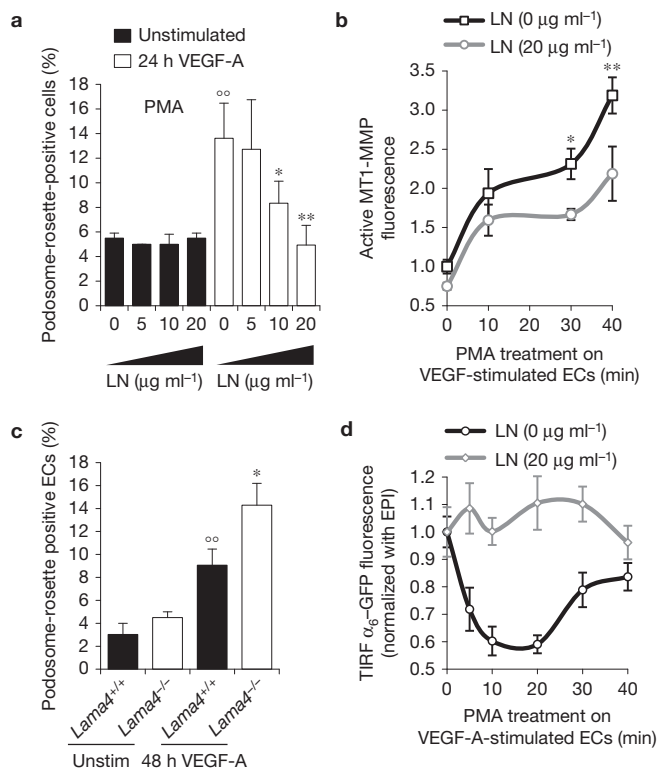 a
Unstimulated
24 h VEGF-A
Podosome-rosette-positive cells (%)
18
16
14
12
10
8
6
4
2
0
PMA
°°
*
**
0 5 10 20 0 5 10 20
LN (μg ml⁻¹) LN (μg ml⁻¹)
b
LN (0 μg ml⁻¹)
LN (20 μg ml⁻¹)
Active MT1-MMP
fluorescence
3.5
3.0
2.5
2.0
1.5
1.0
0.5
*
**
0 10 20 30 40
PMA treatment on
VEGF-stimulated ECs (min)
c
Podosome-rosette positive ECs (%)
18
16
14
12
10
8
6
4
2
0
°°
*
Lama4⁺/⁺
Lama4⁻/⁻
Lama4⁺/⁺
Lama4⁻/⁻
Unstim 48 h VEGF-A
d
LN (0 μg ml⁻¹)
LN (20 μg ml⁻¹)
TIRF α₆–GFP fluorescence
(normalized with EPI)
1.2
1.1
1.0
0.9
0.8
0.7
0.6
0.5
0 10 20 30 40
PMA treatment on
VEGF-A-stimulated ECs (min)